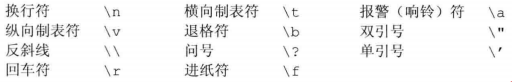 换行符 \n 横向制表符 \t 报警（响铃）符 \a
纵向制表符 \v 退格符 \b 双引号 \"
反斜线 \\ 问号 \? 单引号 \'
回车符 \r 进纸符 \f